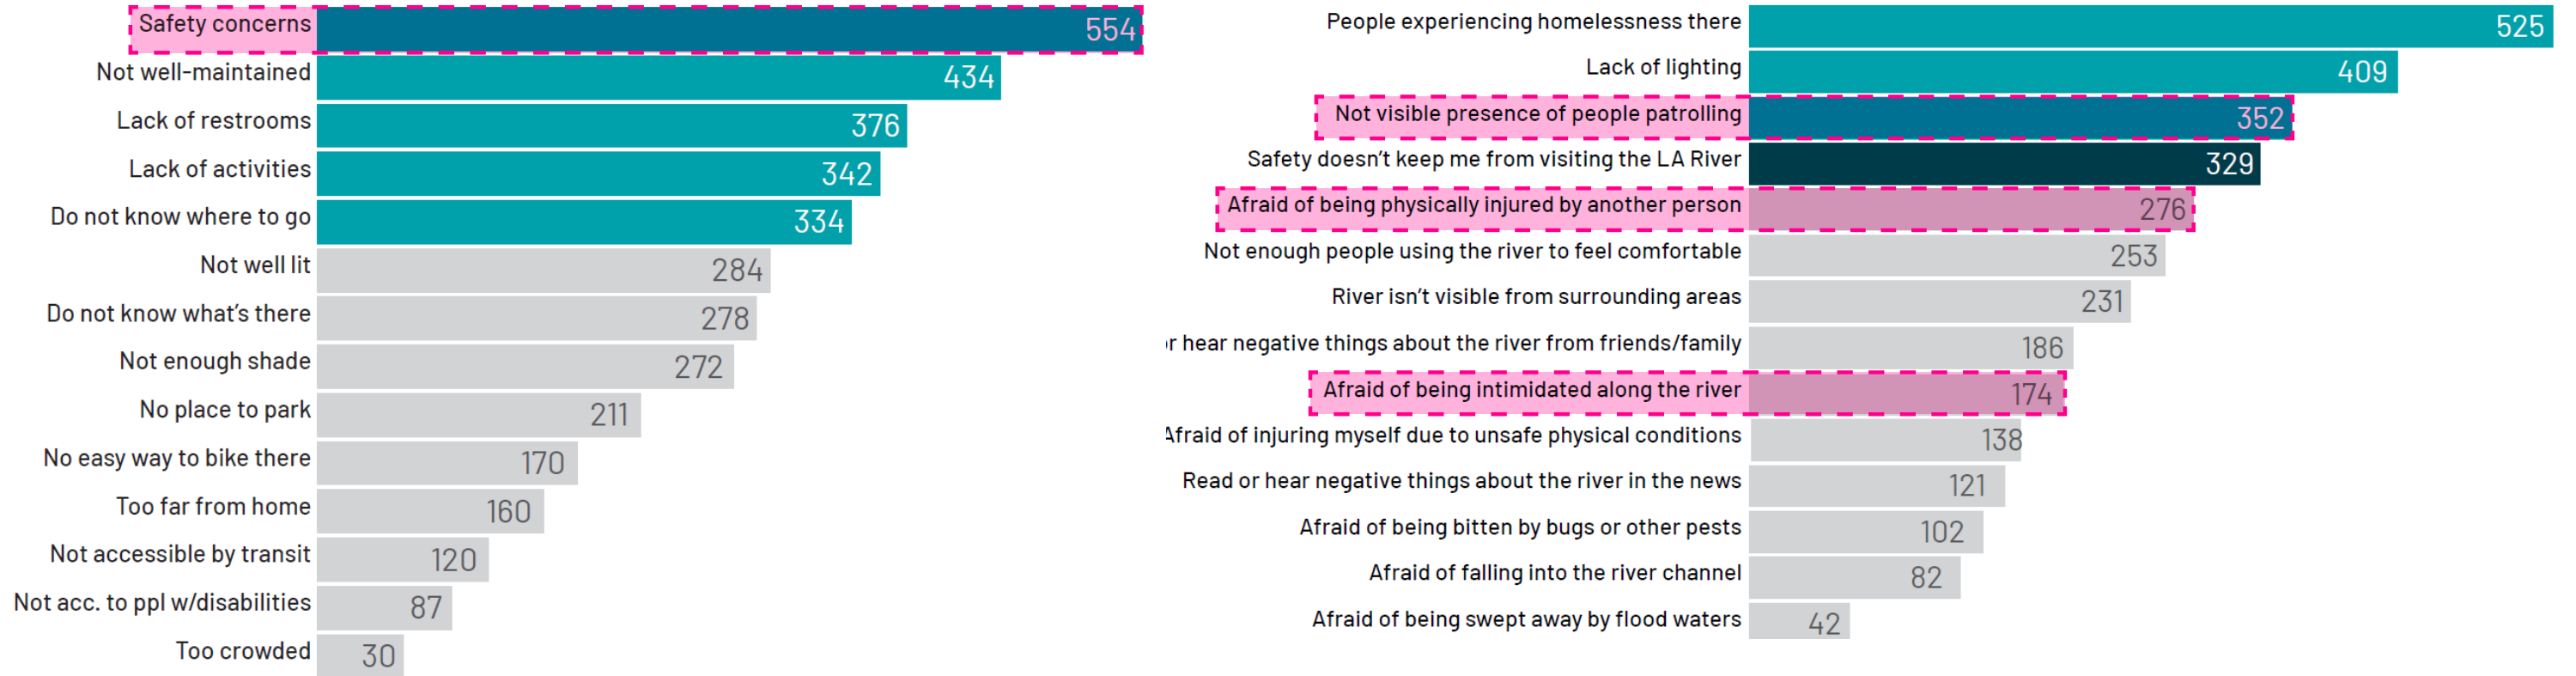 Safety concerns 554
Not well-maintained 434
Lack of restrooms 376
Lack of activities 342
Do not know where to go 334
Not well lit 284
Do not know what's there 278
Not enough shade 272
No place to park 211
No easy way to bike there 170
Too far from home 160
Not accessible by transit 120
Not acc. to ppl w/disabilities 87
Too crowded 30
People experiencing homelessness there 525
Lack of lighting 409
Not visible presence of people patrolling 352
Safety doesn't keep me from visiting the LA River 329
Afraid of being physically injured by another person 276
Not enough people using the river to feel comfortable 253
River isn't visible from surrounding areas 231
r hear negative things about the river from friends/family 186
Afraid of being intimidated along the river 174
Afraid of injuring myself due to unsafe physical conditions 138
Read or hear negative things about the river in the news 121
Afraid of being bitten by bugs or other pests 102
Afraid of falling into the river channel 82
Afraid of being swept away by flood waters 42